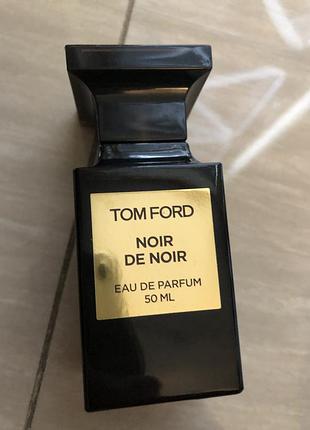 TOM FORD
NOIR
DE NOIR
EAU DE PARFUM
50 ML